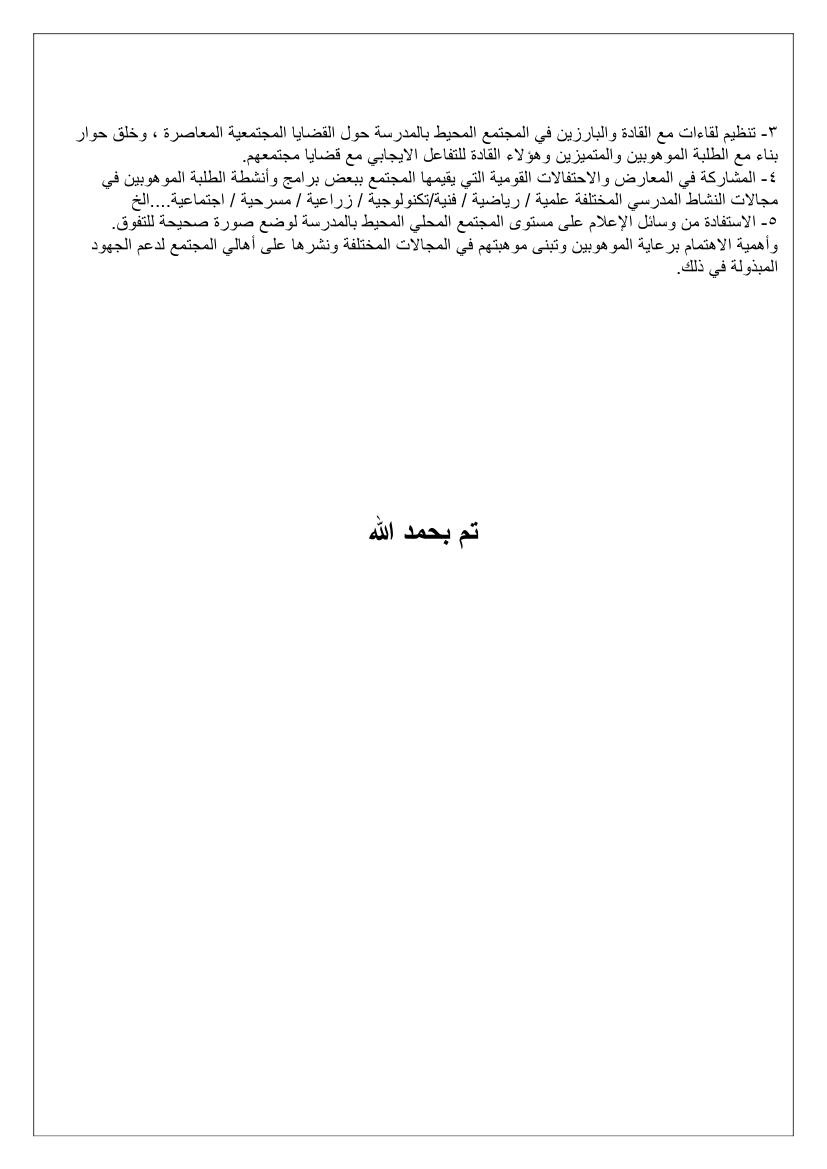 ٣- تنظيم لقاءات مع القادة والبارزين في المجتمع المحيط بالمدرسة حول القضايا المجتمعية المعاصرة ، وخلق حوار
بناء مع الطلبة الموهوبين والمتميزين وهؤلاء القادة للتفاعل الايجابي مع قضايا مجتمعهم.
٤- المشاركة في المعارض والاحتفالات القومية التي يقيمها المجتمع ببعض برامج وأنشطة الطلبة الموهوبين في
مجالات النشاط المدرسي المختلفة علمية / رياضية / فنية/تكنولوجية / زراعية / مسرحية / اجتماعية....الخ
٥- الاستفادة من وسائل الإعلام على مستوى المجتمع المحلي المحيط بالمدرسة لوضع صورة صحيحة للتفوق.
وأهمية الاهتمام برعاية الموهوبين وتبنى موهبتهم في المجالات المختلفة ونشرها على أهالي المجتمع لدعم الجهود
المبذولة في ذلك.
تم بحمد الله